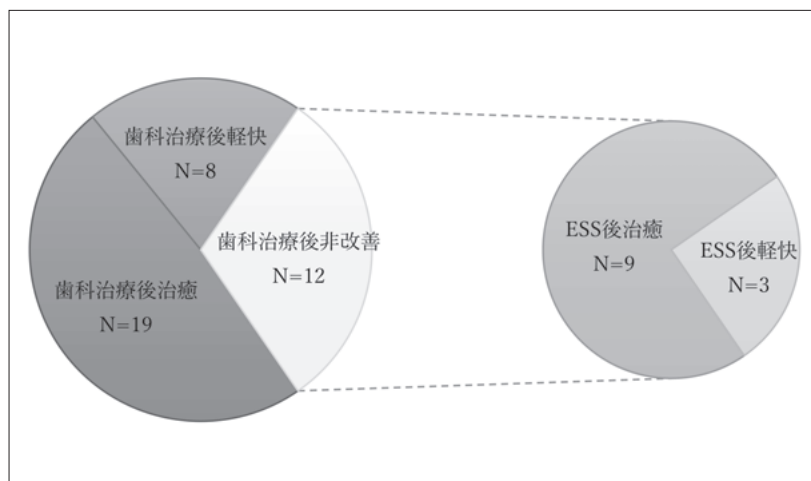 歯科治療後軽快
N=8
歯科治療後非改善
N=12
歯科治療後治癒
N=19
ESS後治癒
N=9
ESS後軽快
N=3